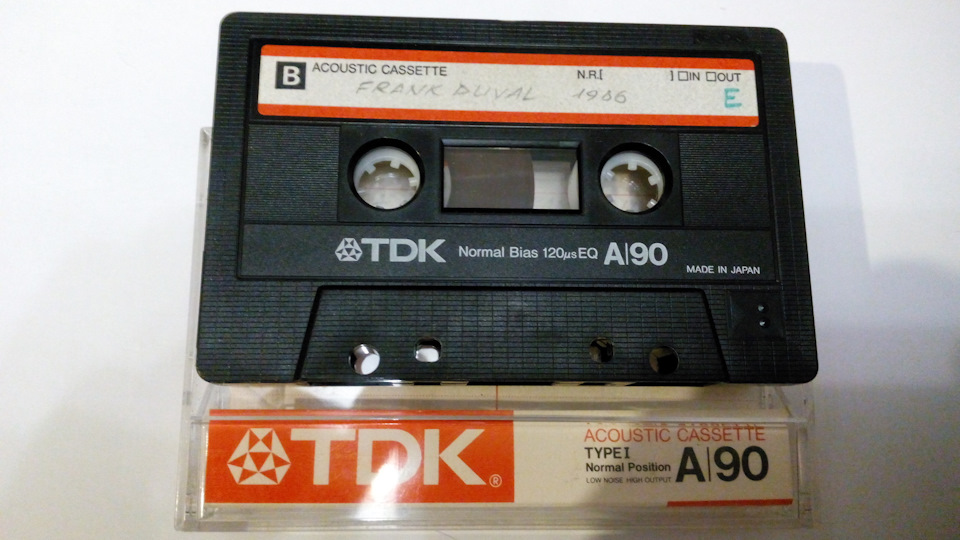 B ACOUSTIC CASSETTE N.R.[ ] □IN □OUT
FRANK DUVAL 1986 E
TDK Normal Bias 120µs EQ A|90
MADE IN JAPAN
TDK®
ACOUSTIC CASSETTE
TYPE I
Normal Position A|90
LOW NOISE HIGH OUTPUT